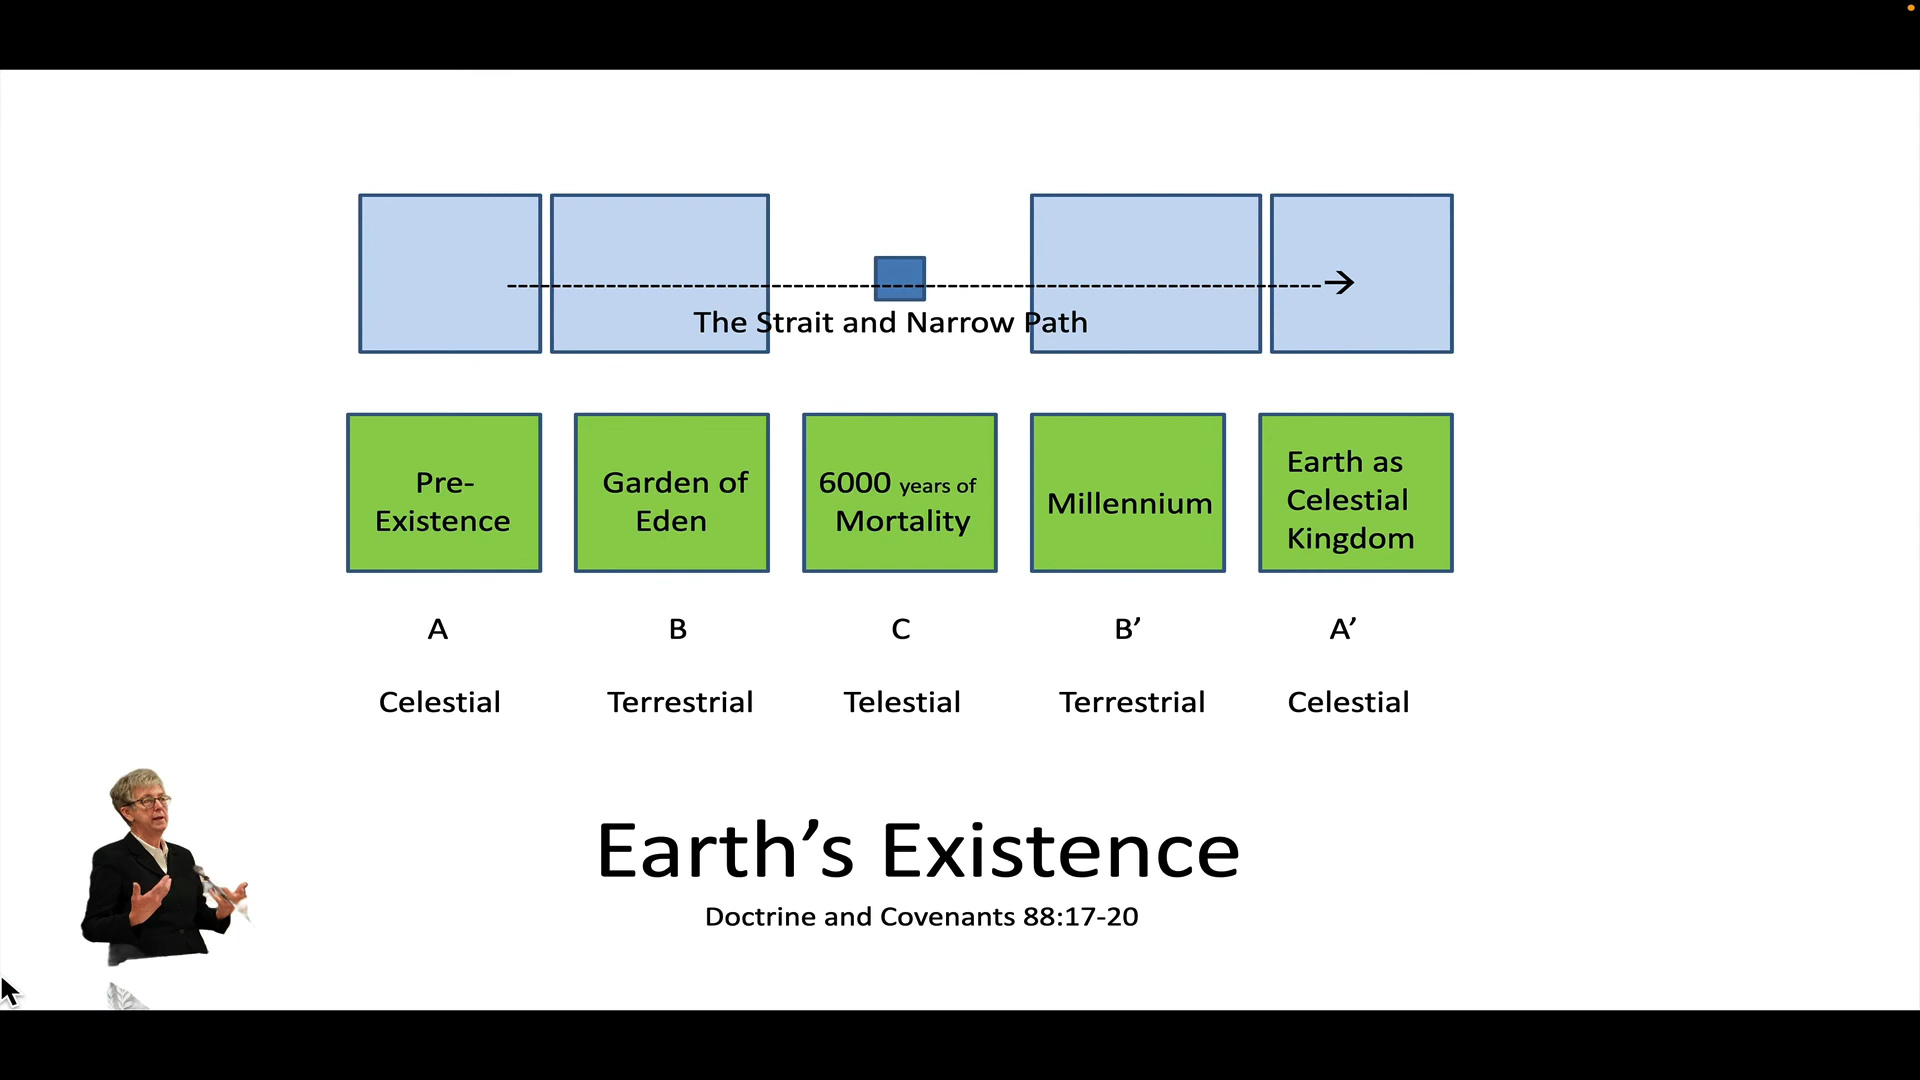 The Strait and Narrow Path
Pre-
Existence
Garden of
Eden
6000 years of
Mortality
Millennium
Earth as
Celestial
Kingdom
A
B
C
B’
A’
Celestial
Terrestrial
Telestial
Terrestrial
Celestial
Earth’s Existence
Doctrine and Covenants 88:17-20